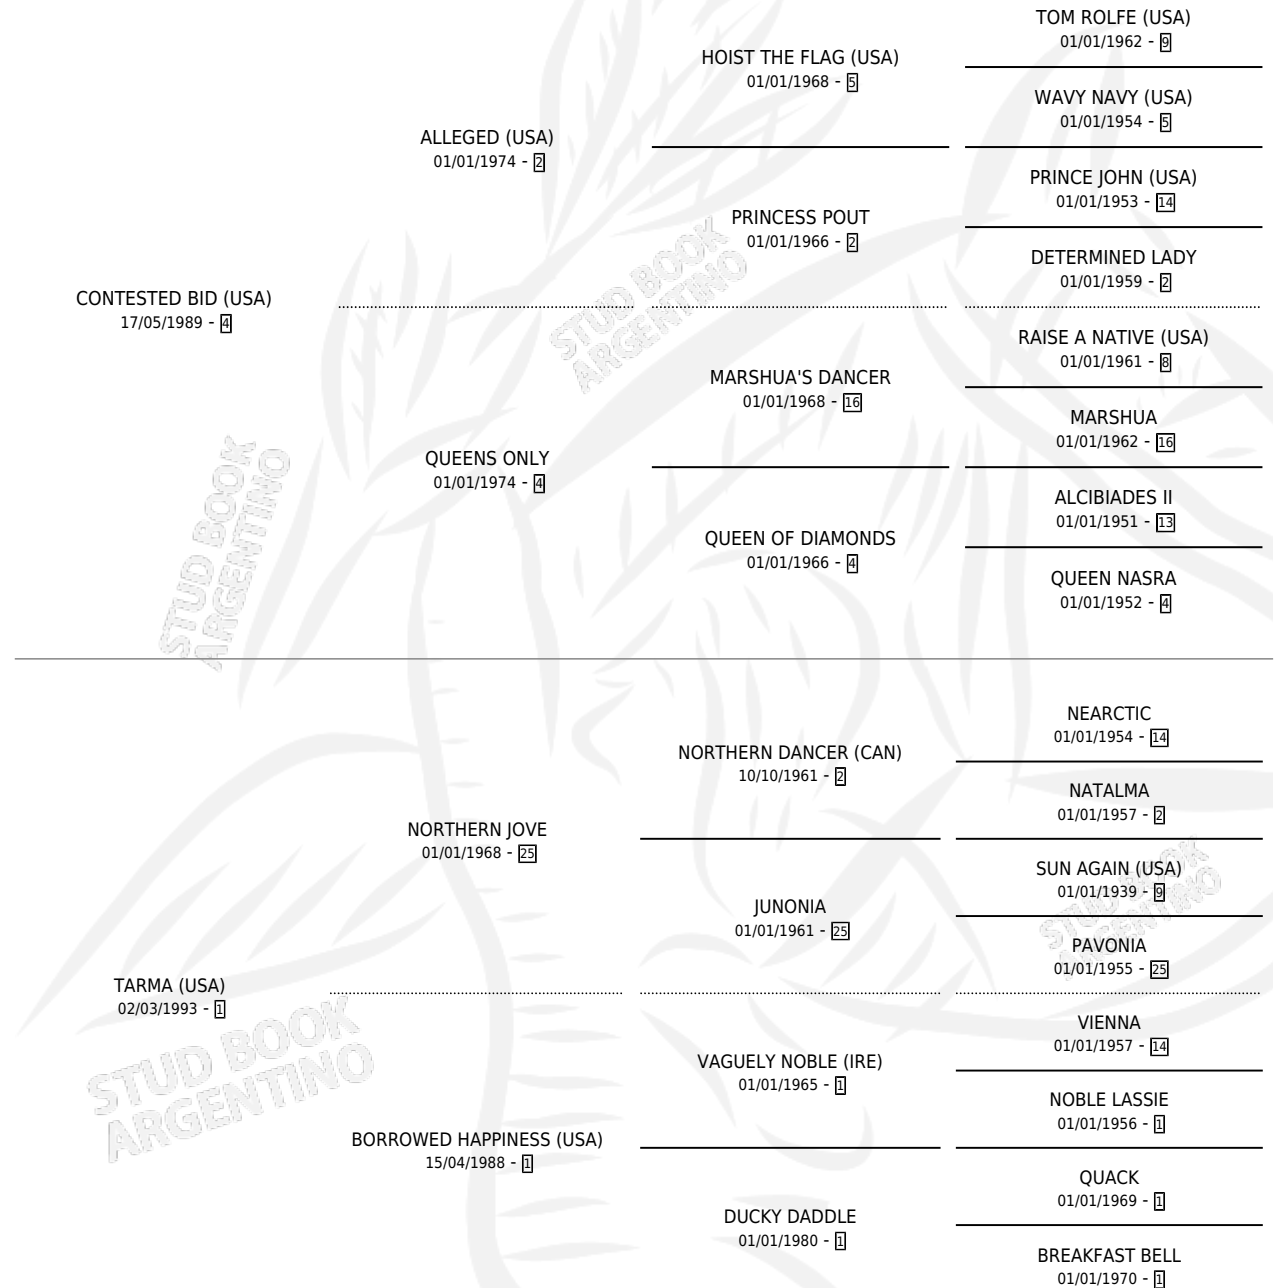 TOM ROLFE (USA)
01/01/1962 - 9
HOIST THE FLAG (USA)
01/01/1968 - 5
WAVY NAVY (USA)
01/01/1954 - 5
ALLEGED (USA)
01/01/1974 - 2
PRINCE JOHN (USA)
01/01/1953 - 14
PRINCESS POUT
01/01/1966 - 2
DETERMINED LADY
01/01/1959 - 2
CONTESTED BID (USA)
17/05/1989 - 4
STUD BOOK
ARGENTINO
RAISE A NATIVE (USA)
01/01/1961 - 8
MARSHUA'S DANCER
01/01/1968 - 16
MARSHUA
01/01/1962 - 16
QUEENS ONLY
01/01/1974 - 4
ALCIBIADES II
01/01/1951 - 13
QUEEN OF DIAMONDS
01/01/1966 - 4
QUEEN NASRA
01/01/1952 - 4
STUD BOOK
ARGENTINO
NEARCTIC
01/01/1954 - 14
NORTHERN DANCER (CAN)
10/10/1961 - 2
NATALMA
01/01/1957 - 2
NORTHERN JOVE
01/01/1968 - 25
SUN AGAIN (USA)
01/01/1939 - 9
STUD BOOK
ARGENTINO
JUNONIA
01/01/1961 - 25
PAVONIA
01/01/1955 - 25
TARMA (USA)
02/03/1993 - 1
STUD BOOK
ARGENTINO
VIENNA
01/01/1957 - 14
VAGUELY NOBLE (IRE)
01/01/1965 - 1
NOBLE LASSIE
01/01/1956 - 1
BORROWED HAPPINESS (USA)
15/04/1988 - 1
QUACK
01/01/1969 - 1
DUCKY DADDLE
01/01/1980 - 1
BREAKFAST BELL
01/01/1970 - 1